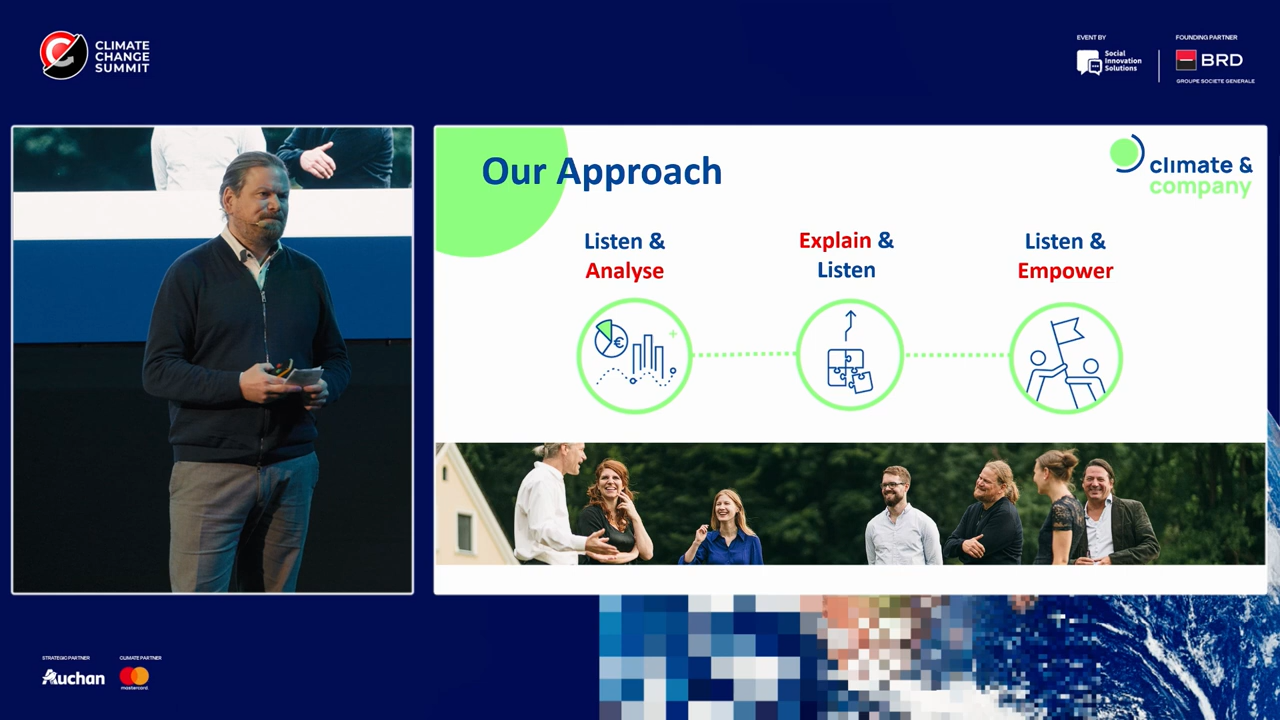 CLIMATE
CHANGE
SUMMIT
EVENT BY
Social
Innovation
Solutions
FOUNDING PARTNER
BRD
GROUPE SOCIETE GENERALE
Our Approach
climate &
company
Listen &
Analyse
Explain &
Listen
Listen &
Empower
€
STRATEGIC PARTNER
Auchan
CLIMATE PARTNER
mastercard